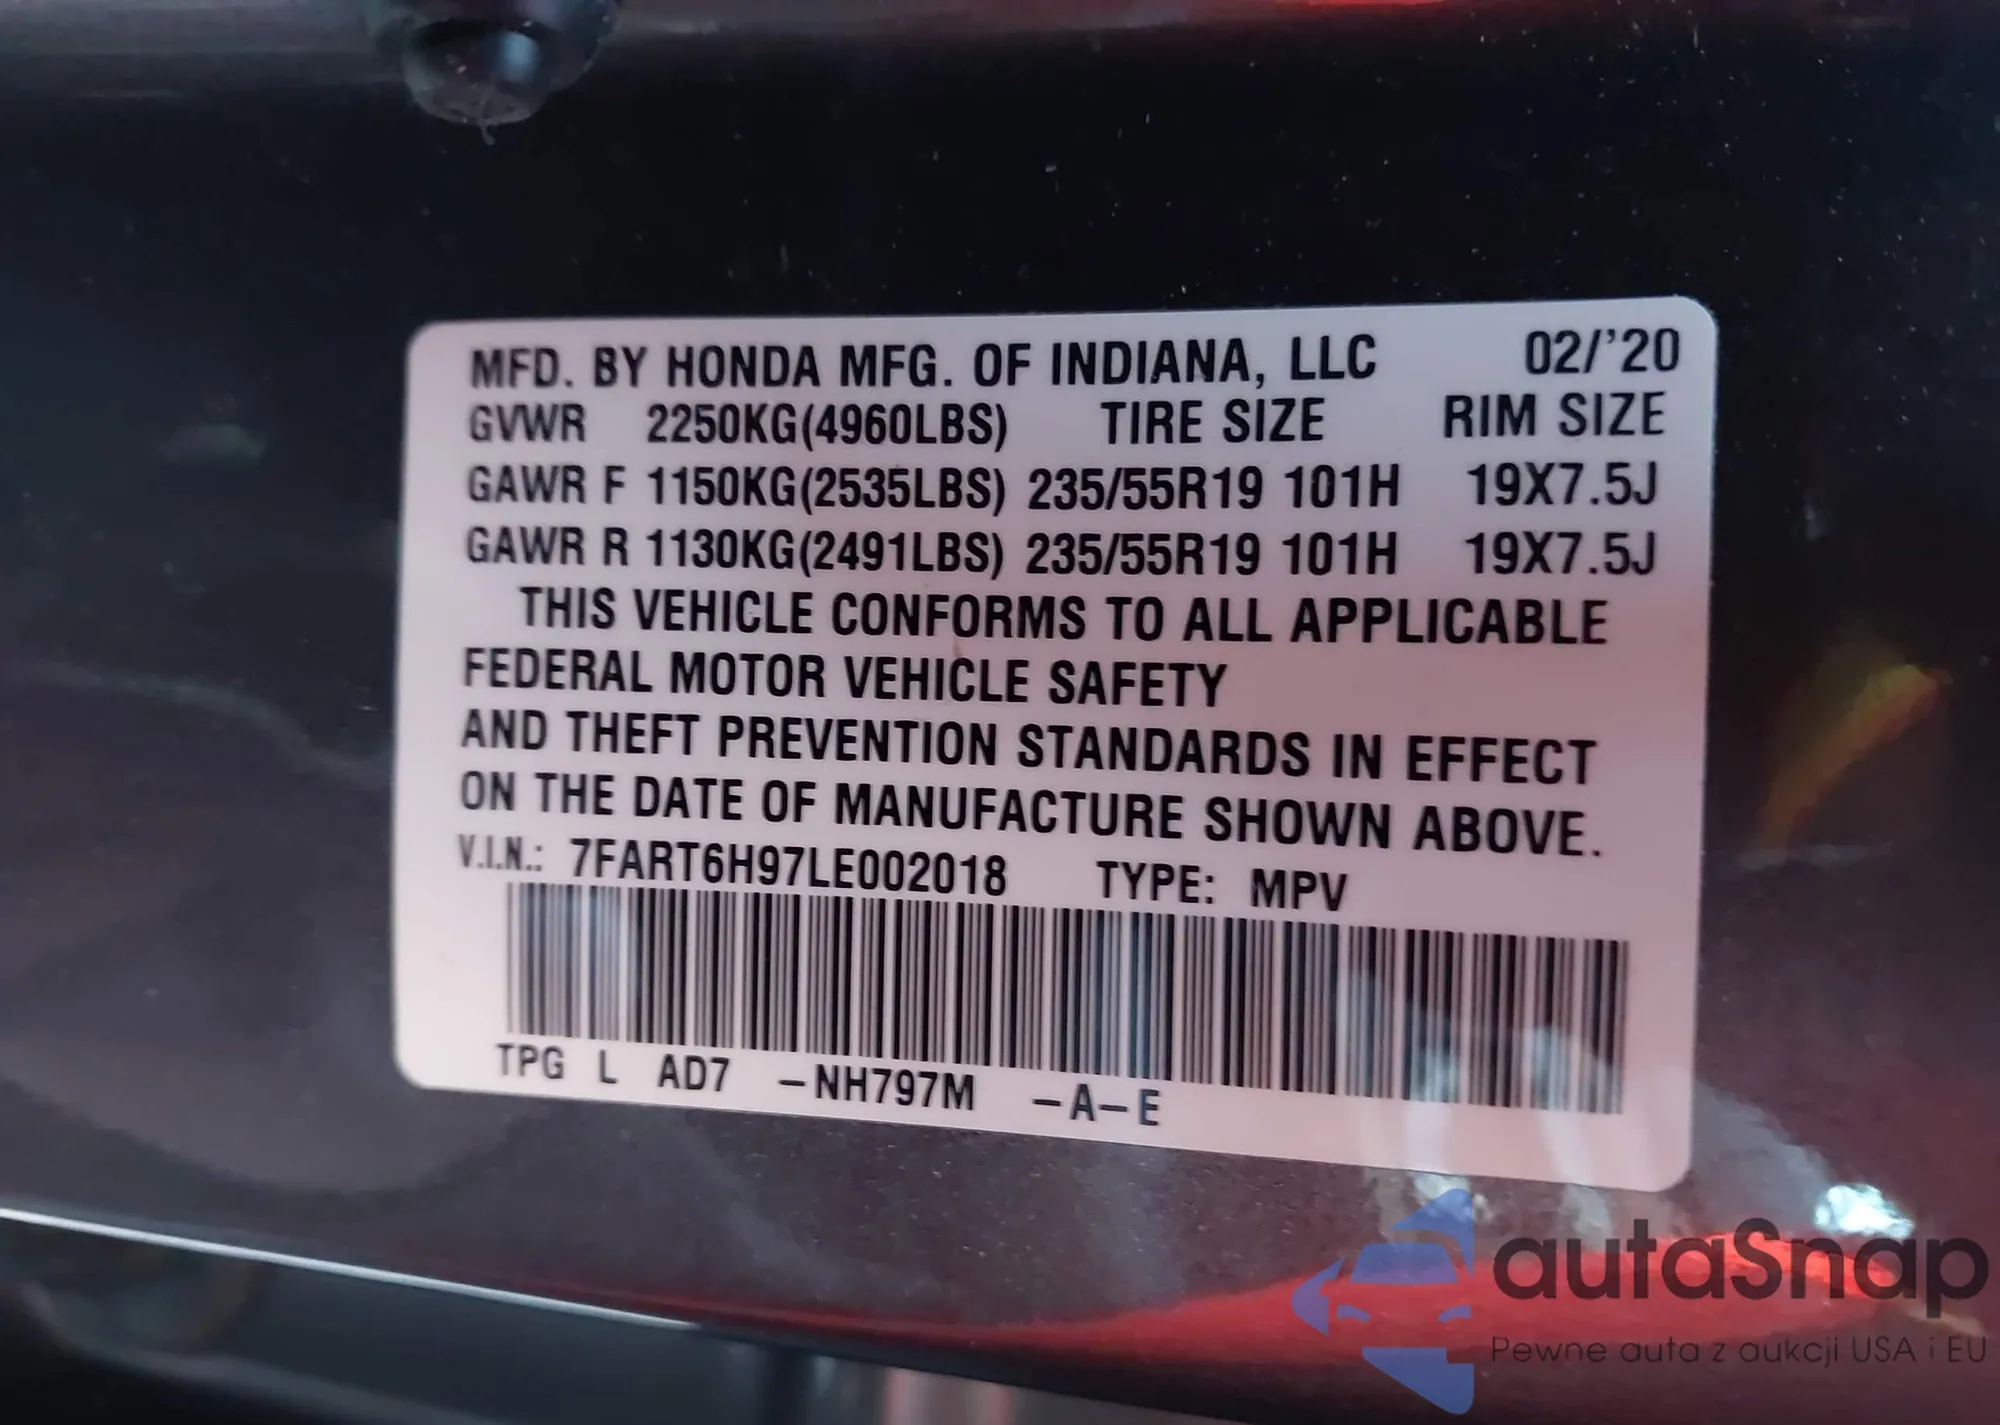 MFD. BY HONDA MFG. OF INDIANA, LLC 02/'20
GVWR 2250KG(4960LBS) TIRE SIZE RIM SIZE
GAWR F 1150KG(2535LBS) 235/55R19 101H 19X7.5J
GAWR R 1130KG(2491LBS) 235/55R19 101H 19X7.5J
THIS VEHICLE CONFORMS TO ALL APPLICABLE
FEDERAL MOTOR VEHICLE SAFETY
AND THEFT PREVENTION STANDARDS IN EFFECT
ON THE DATE OF MANUFACTURE SHOWN ABOVE.
V.I.N.: 7FART6H97LE002018 TYPE: MPV
TPG L AD7 -NH797M -A-E
autaSnap
Pewne auta z aukcji USA i EU